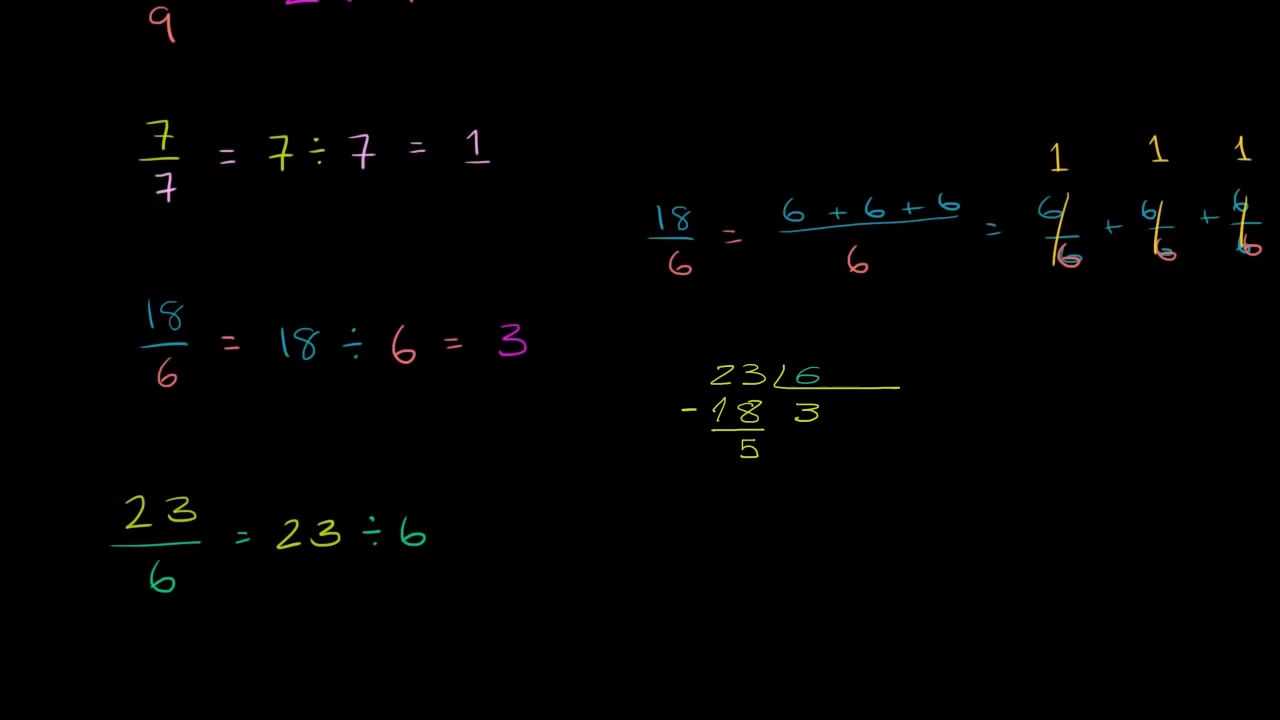 9
7/7 = 7 ÷ 7 = 1
1 1 1
18/6 = (6 + 6 + 6)/6 = 6/6 + 6/6 + 6/6
18/6 = 18 ÷ 6 = 3
23 6
- 18 3
5
23/6 = 23 ÷ 6